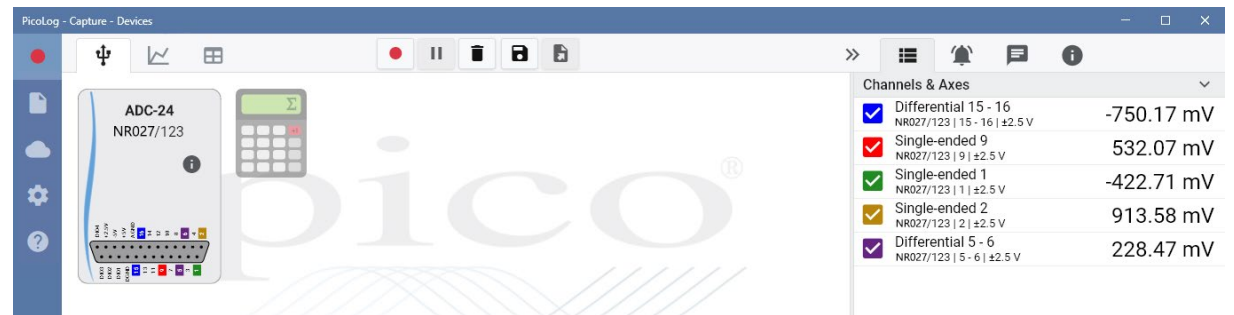 PicoLog - Capture - Devices
ADC-24
NR027/123
Σ
pico®
Channels & Axes
Differential 15 - 16
NR027/123 | 15 - 16 | ±2.5 V
-750.17 mV
Single-ended 9
NR027/123 | 9 | ±2.5 V
532.07 mV
Single-ended 1
NR027/123 | 1 | ±2.5 V
-422.71 mV
Single-ended 2
NR027/123 | 2 | ±2.5 V
913.58 mV
Differential 5 - 6
NR027/123 | 5 - 6 | ±2.5 V
228.47 mV